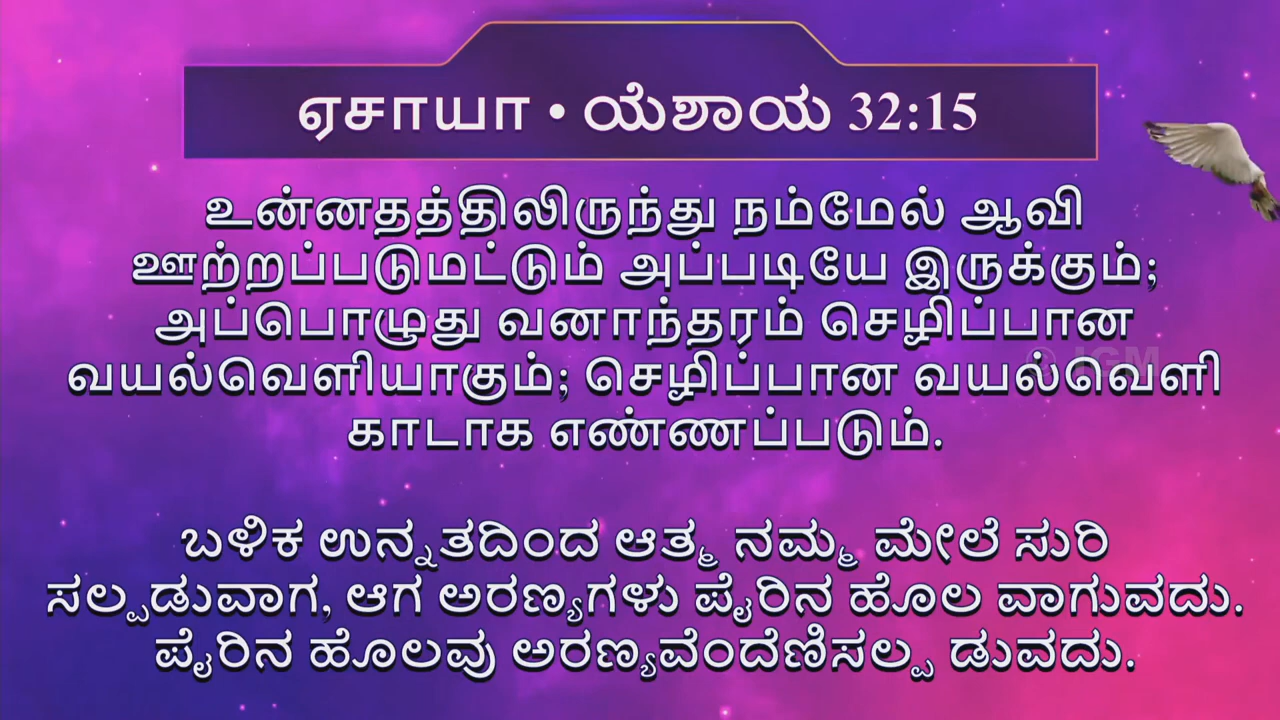 ஏசாயா • ಯೆಶಾಯ 32:15
உன்னதத்திலிருந்து நம்மேல் ஆவி
ஊற்றப்படுமட்டும் அப்படியே இருக்கும்;
அப்பொழுது வனாந்தரம் செழிப்பான
வயல்வெளியாகும்; செழிப்பான வயல்வெளி
காடாக எண்ணப்படும்.
ಬಳಿಕ ಉನ್ನತದಿಂದ ಆತ್ಮ ನಮ್ಮ ಮೇಲೆ ಸುರಿ
ಸಲ್ಪಡುವಾಗ, ಆಗ ಅರಣ್ಯಗಳು ಪೈರಿನ ಹೊಲ ವಾಗುವದು.
ಪೈರಿನ ಹೊಲವು ಅರಣ್ಯವೆಂದೆಣಿಸಲ್ಪ ಡುವದು.
© JGM